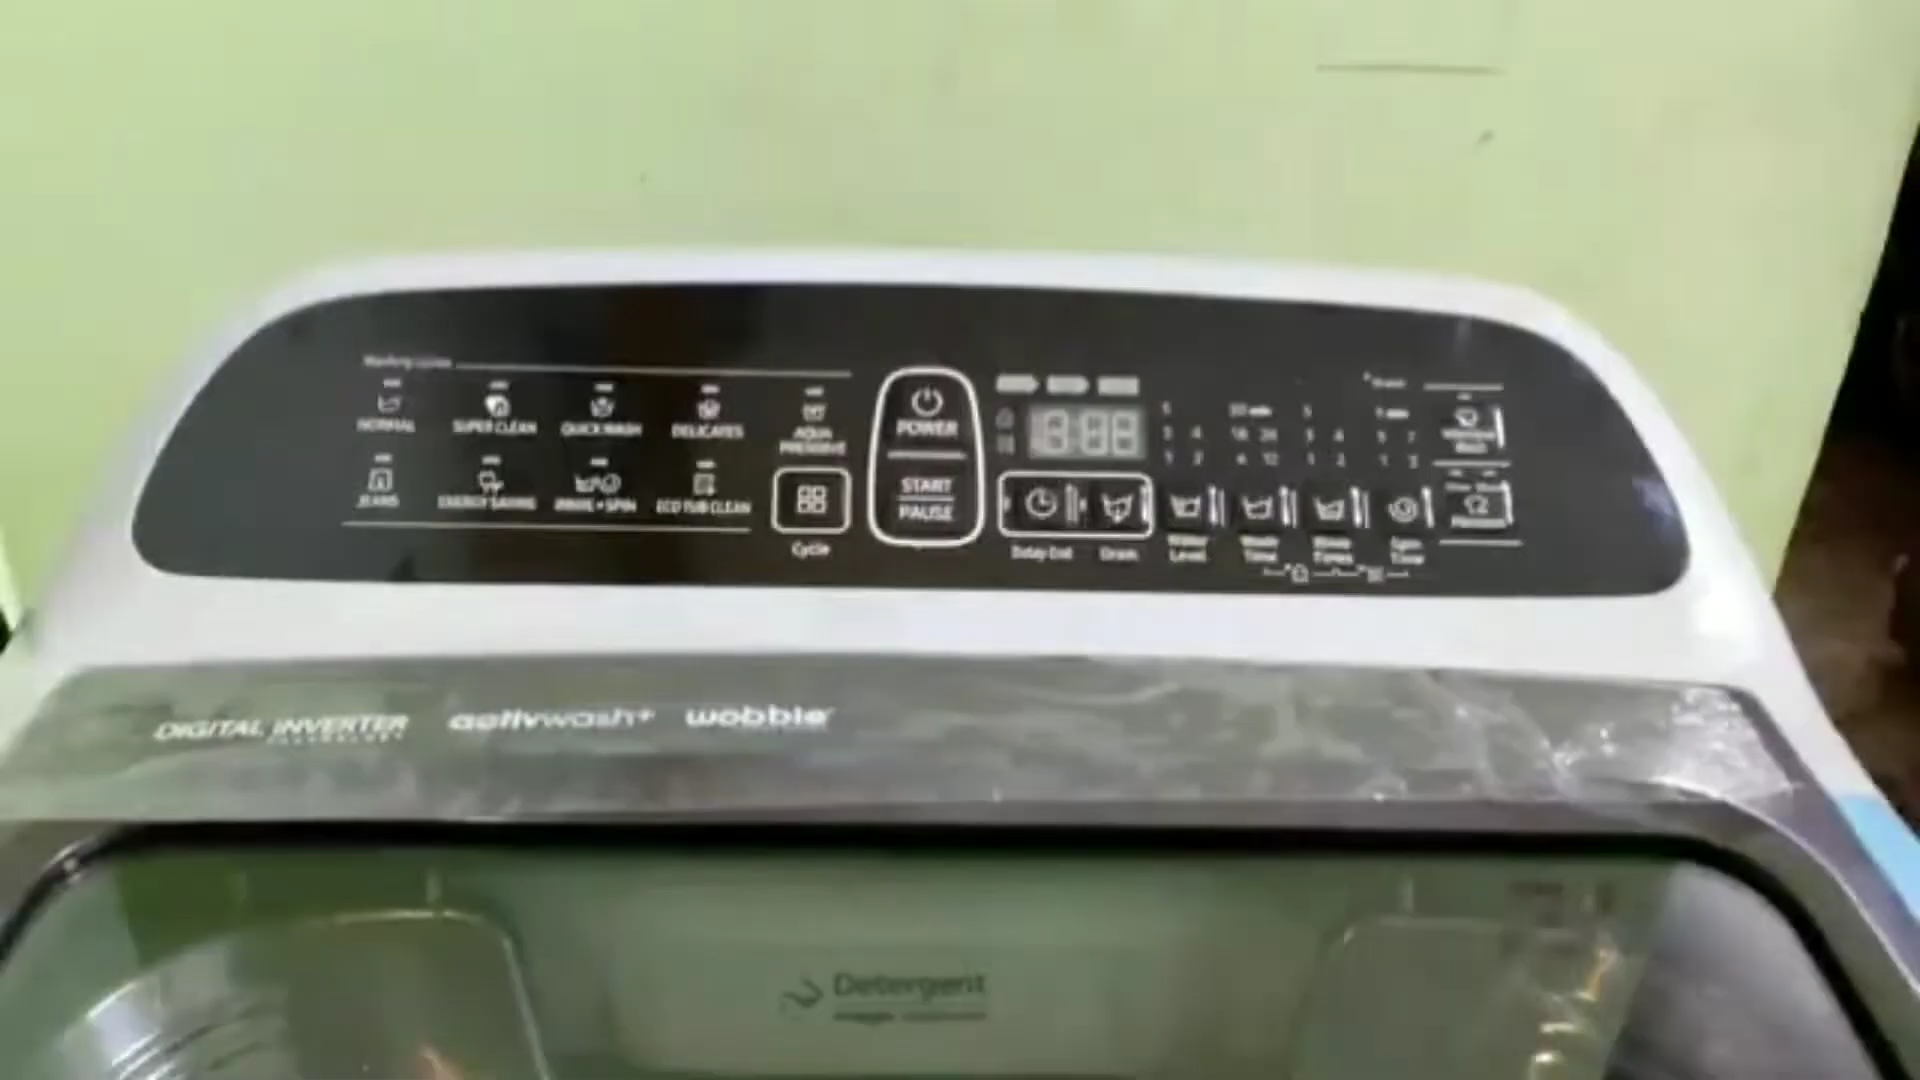 Washing Cycles
NORMAL
SUPER CLEAN
QUICK WASH
DELICATES
AQUA
PRESERVE
JEANS
ENERGY SAVING
RINSE + SPIN
ECO TUB CLEAN
Cycle
POWER
START
PAUSE
Delay End
Drain
Water
Level
Wash
Time
Rinse
Times
Spin
Time
DIGITAL INVERTER
TECHNOLOGY
activwash+
wobble
Detergent